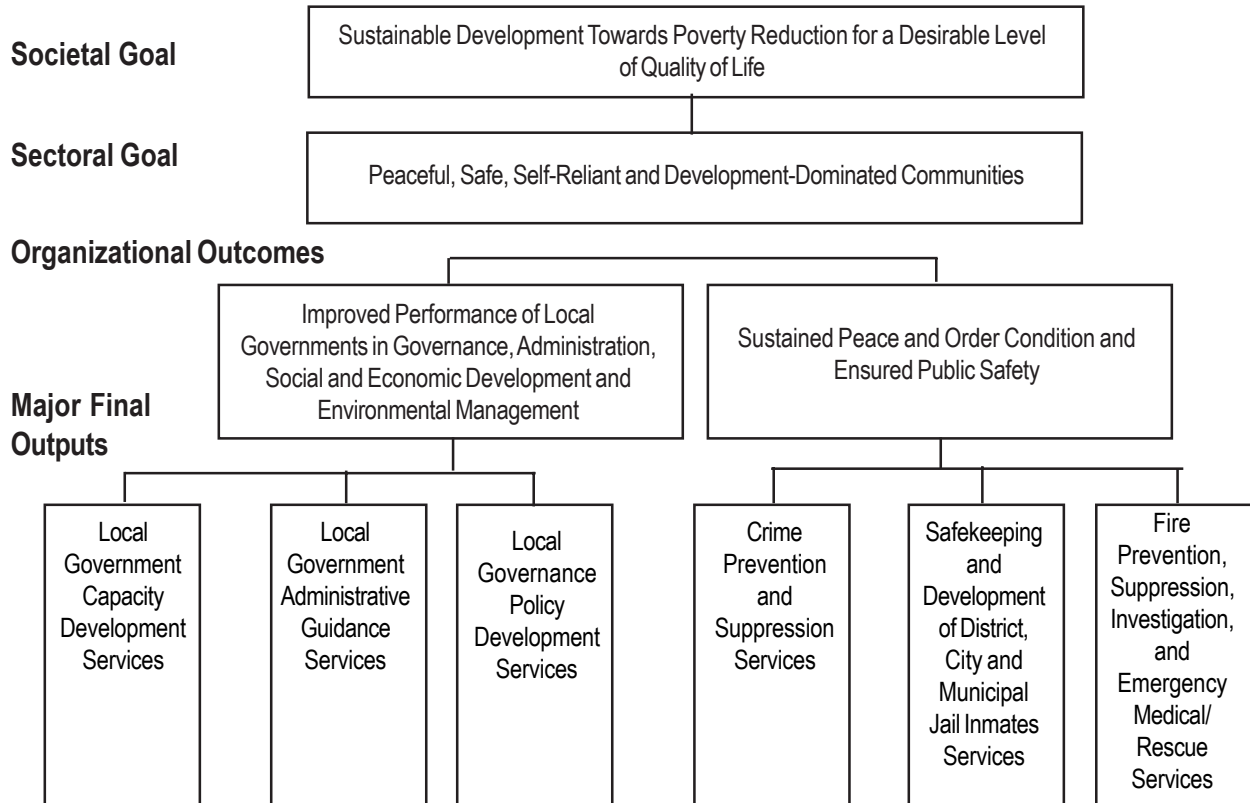 Societal Goal
Sustainable Development Towards Poverty Reduction for a Desirable Level
of Quality of Life
Sectoral Goal
Peaceful, Safe, Self-Reliant and Development-Dominated Communities
Organizational Outcomes
Improved Performance of Local
Governments in Governance, Administration,
Social and Economic Development and
Environmental Management
Sustained Peace and Order Condition and
Ensured Public Safety
Major Final
Outputs
Local
Government
Capacity
Development
Services
Local
Government
Administrative
Guidance
Services
Local
Governance
Policy
Development
Services
Crime
Prevention
and
Suppression
Services
Safekeeping
and
Development
of District,
City and
Municipal
Jail Inmates
Services
Fire
Prevention,
Suppression,
Investigation,
and
Emergency
Medical/
Rescue
Services